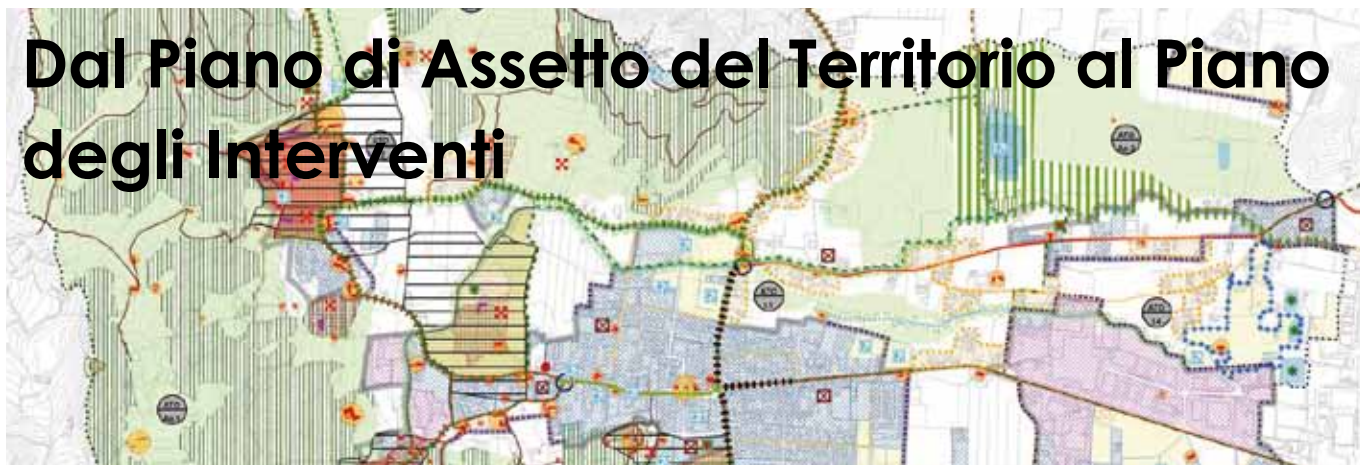 Dal Piano di Assetto del Territorio al Piano
degli Interventi